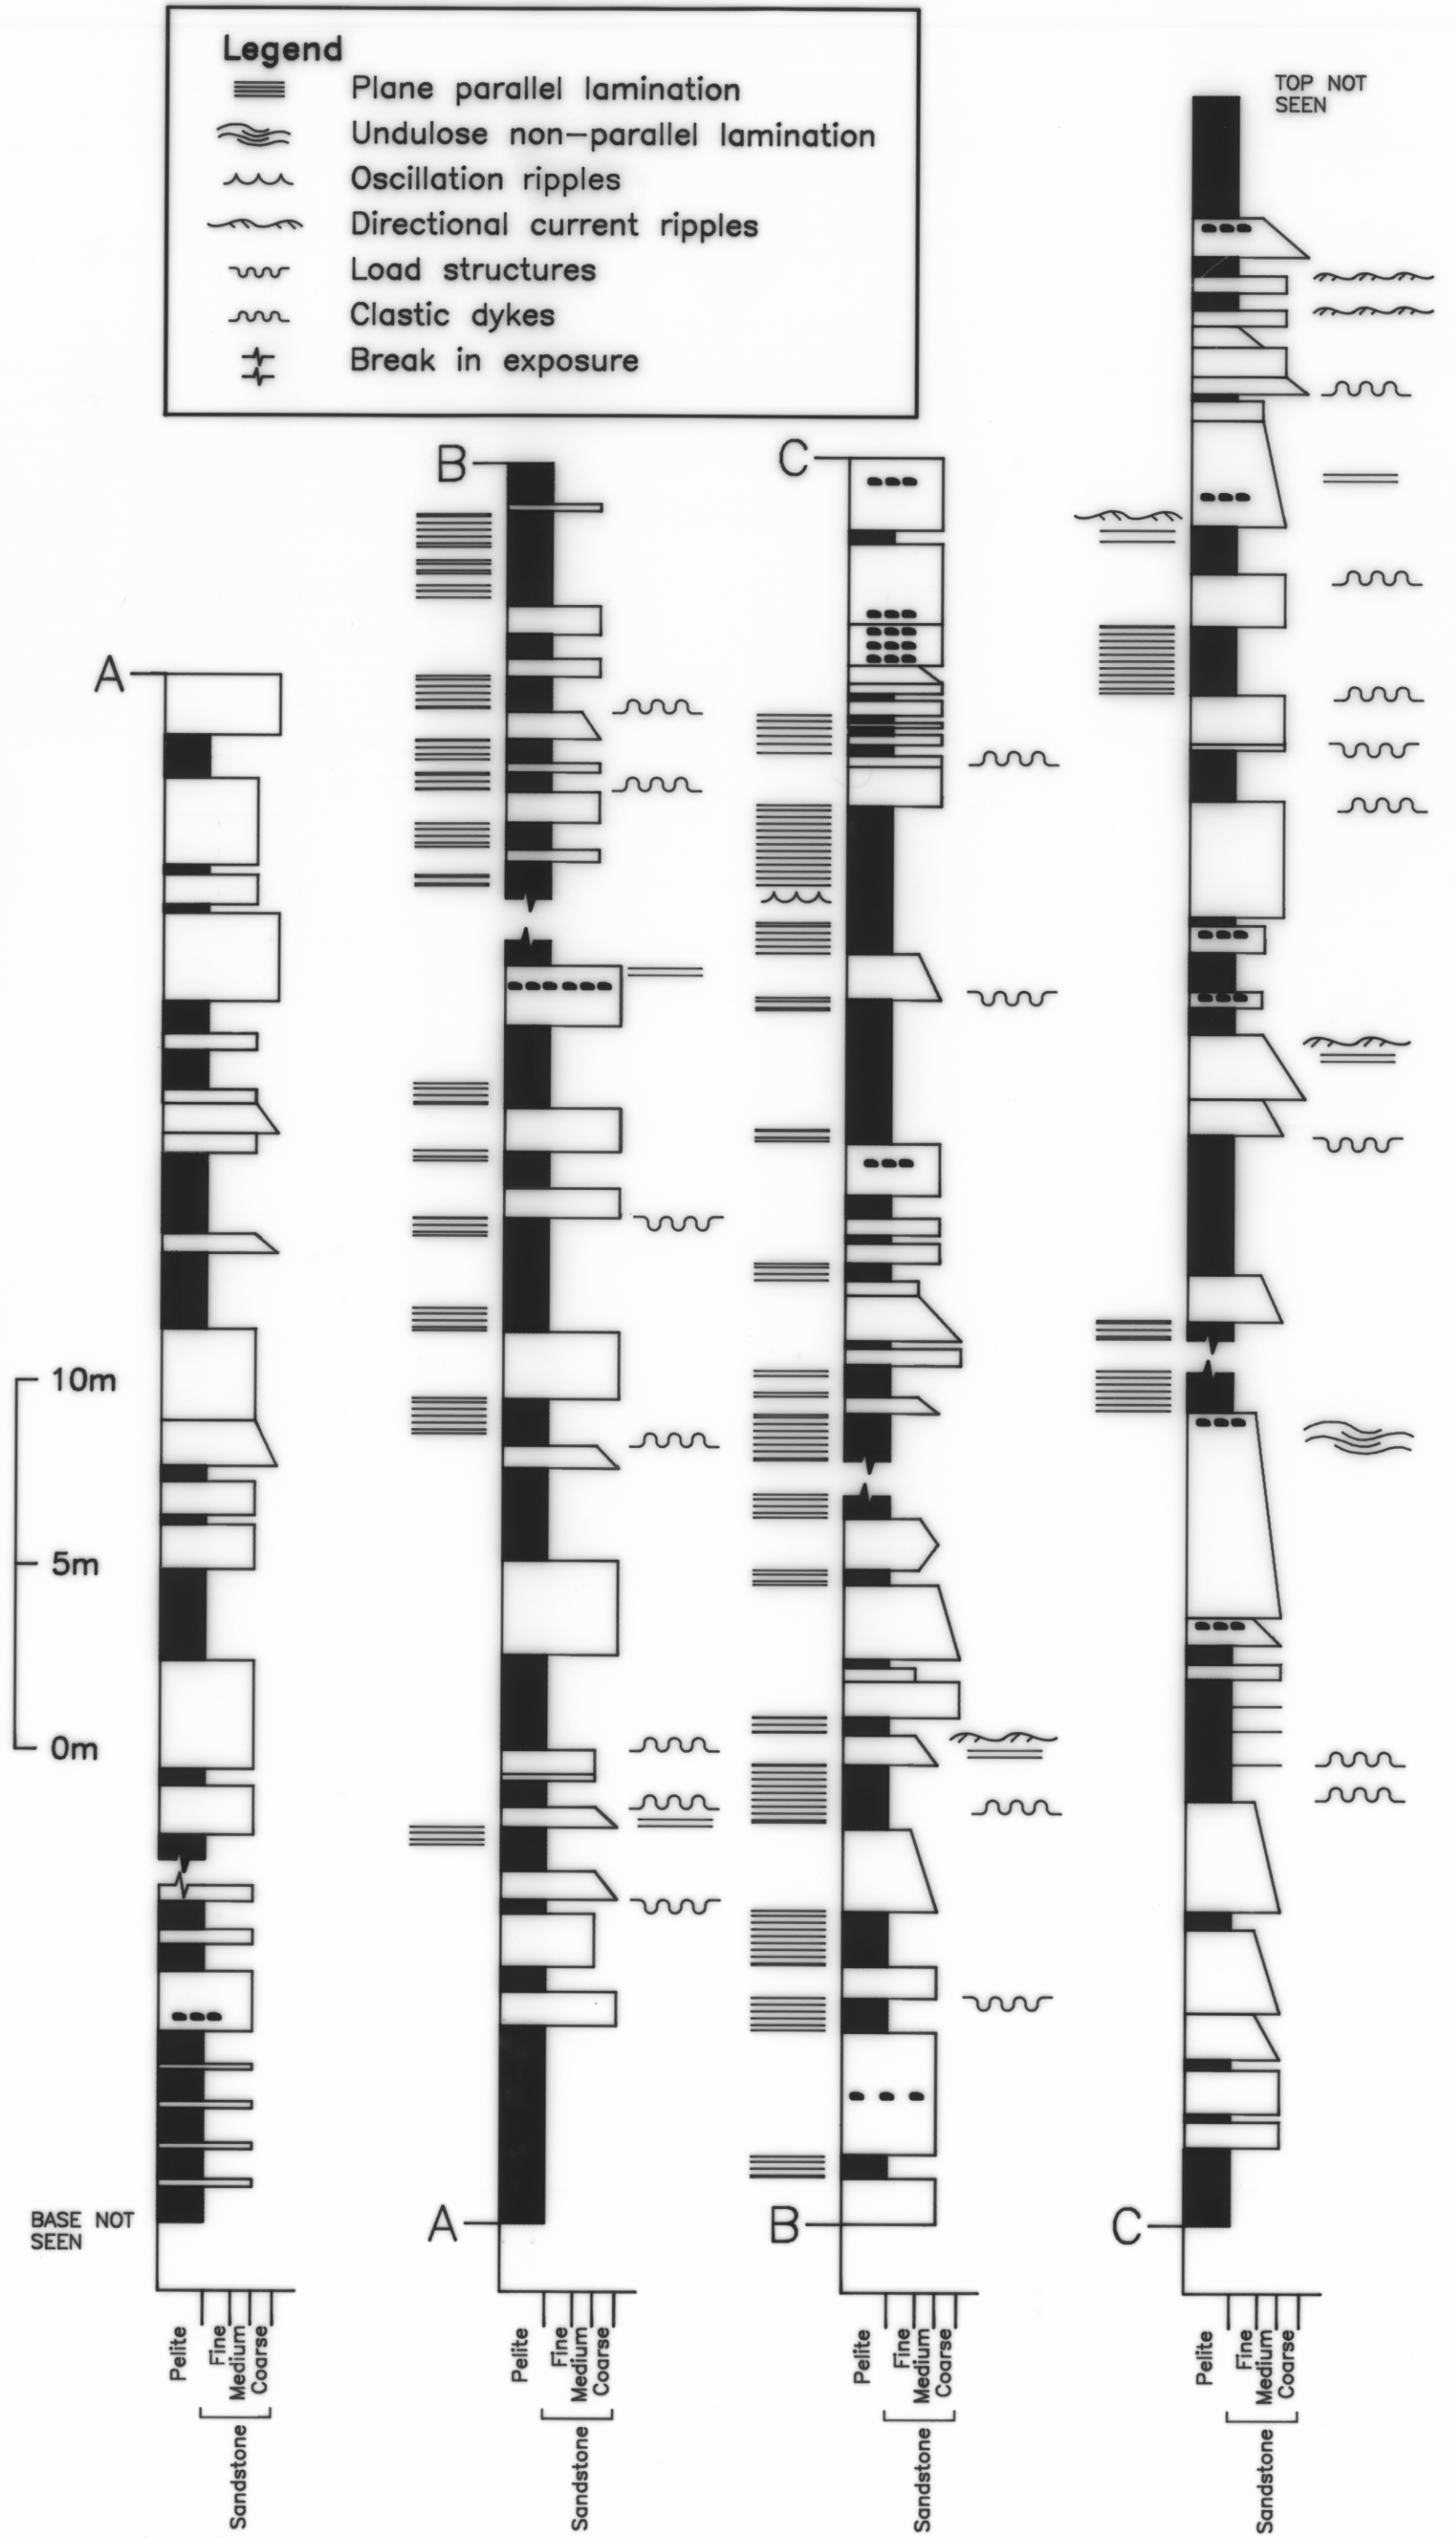 Legend
Plane parallel lamination
Undulose non-parallel lamination
Oscillation ripples
Directional current ripples
Load structures
Clastic dykes
Break in exposure
TOP NOT
SEEN
B
C
A
10m
5m
0m
BASE NOT
SEEN
A
B
C
Pelite
Fine
Medium
Coarse
Sandstone
Pelite
Fine
Medium
Coarse
Sandstone
Pelite
Fine
Medium
Coarse
Sandstone
Pelite
Fine
Medium
Coarse
Sandstone